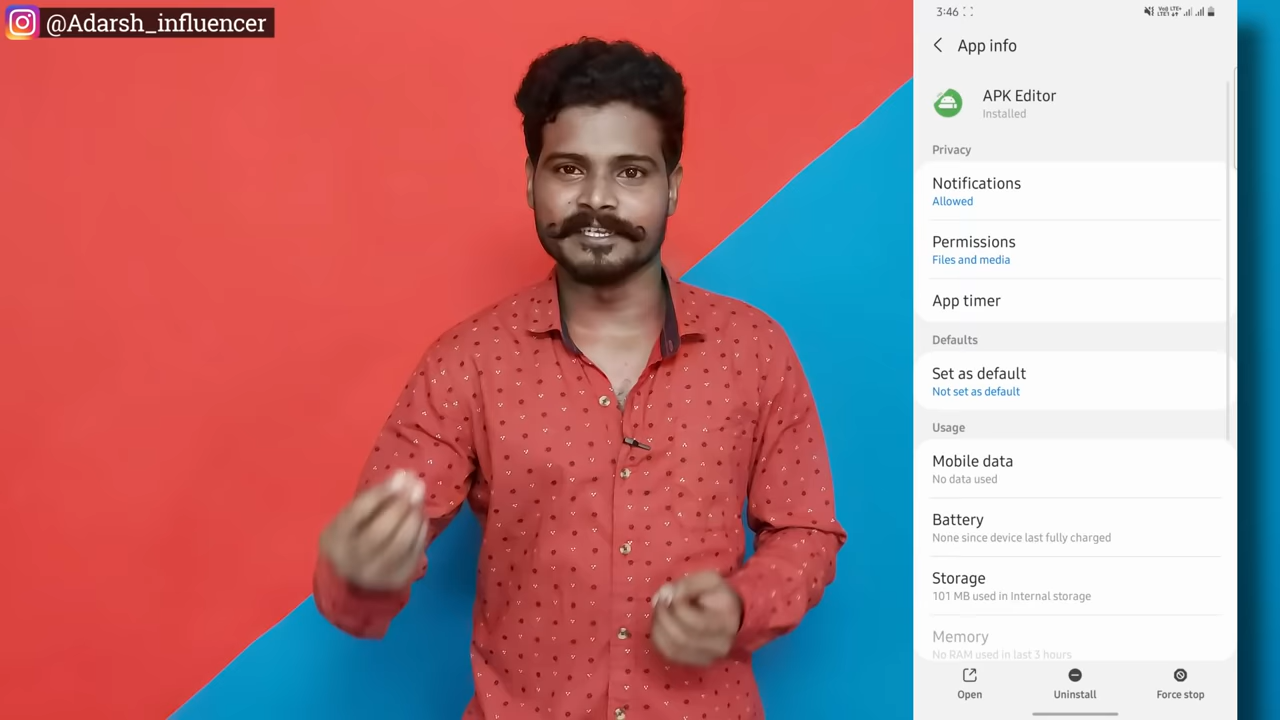 @Adarsh_influencer
3:46
App info
APK Editor
Installed
Privacy
Notifications
Allowed
Permissions
Files and media
App timer
Defaults
Set as default
Not set as default
Usage
Mobile data
No data used
Battery
None since device last fully charged
Storage
101 MB used in Internal storage
Memory
No RAM used in last 3 hours
Open
Uninstall
Force stop